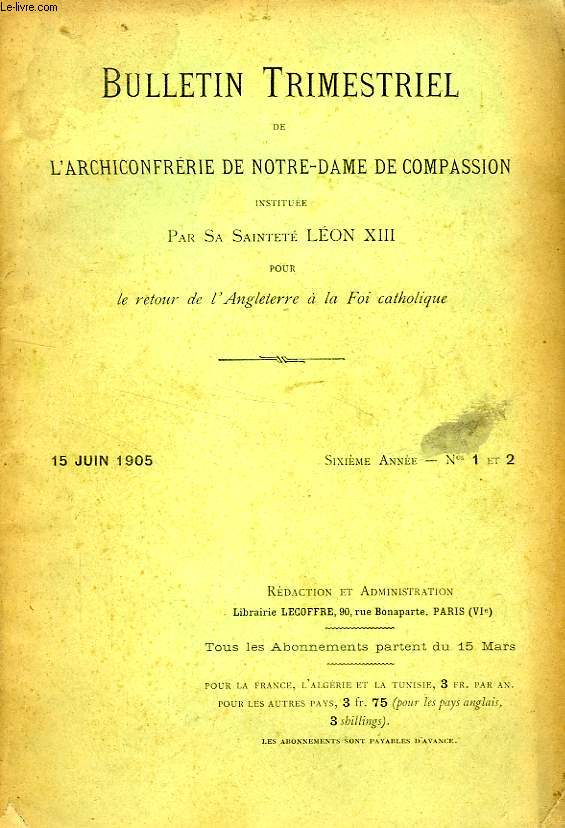 Le-livre.com
BULLETIN TRIMESTRIEL
DE
L'ARCHICONFRÉRIE DE NOTRE-DAME DE COMPASSION
INSTITUÉE
PAR SA SAINTETÉ LÉON XIII
POUR
le retour de l'Angleterre à la Foi catholique
15 JUIN 1905 SIXIÈME ANNÉE — Nos 1 ET 2
RÉDACTION ET ADMINISTRATION
Librairie LECOFFRE, 90, rue Bonaparte. PARIS (VIe)
Tous les Abonnements partent du 15 Mars
POUR LA FRANCE, L'ALGÉRIE ET LA TUNISIE, 3 FR. PAR AN.
POUR LES AUTRES PAYS, 3 fr. 75 (pour les pays anglais,
3 shillings).
LES ABONNEMENTS SONT PAYABLES D'AVANCE.